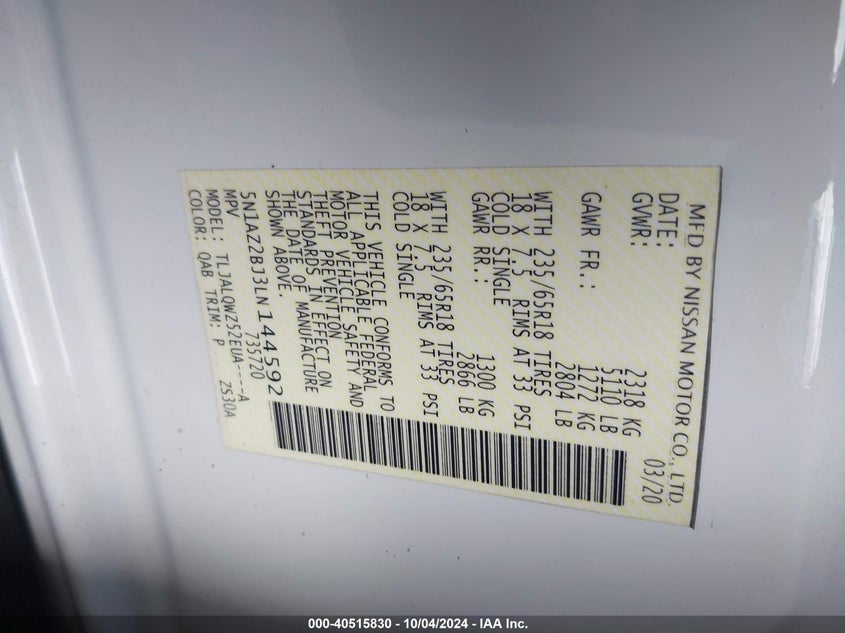 MFD BY NISSAN MOTOR CO., LTD.
DATE: 03/20
GVWR: 2318 KG
5110 LB
GAWR FR.: 1272 KG
2804 LB
WITH 235/65R18 TIRES
18 X 7.5 RIMS AT 33 PSI
COLD SINGLE
GAWR RR.: 1300 KG
2866 LB
WITH 235/65R18 TIRES
18 X 7.5 RIMS AT 33 PSI
COLD SINGLE
THIS VEHICLE CONFORMS TO
ALL APPLICABLE FEDERAL
MOTOR VEHICLE SAFETY AND
THEFT PREVENTION
STANDARDS IN EFFECT ON
THE DATE OF MANUFACTURE
SHOWN ABOVE.
5N1AZ2BJ3LN144592
MPV 735720
MODEL: TLJALQWZ52EUA----A
COLOR: QAB TRIM: P ZS30A
000-40515830 - 10/04/2024 - IAA Inc.